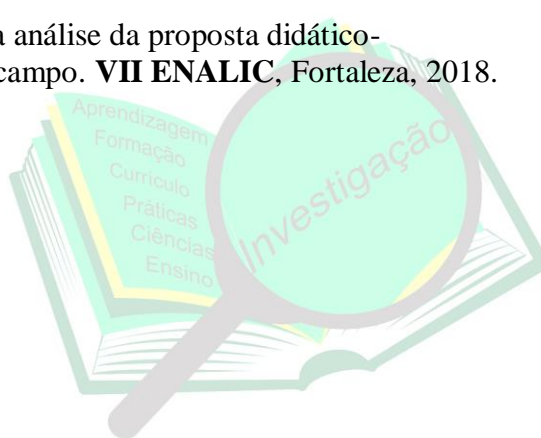 a análise da proposta didático-
campo. VII ENALIC, Fortaleza, 2018.
Aprendizagem
Formação
Currículo
Práticas
Ciências
Ensino
Investigação